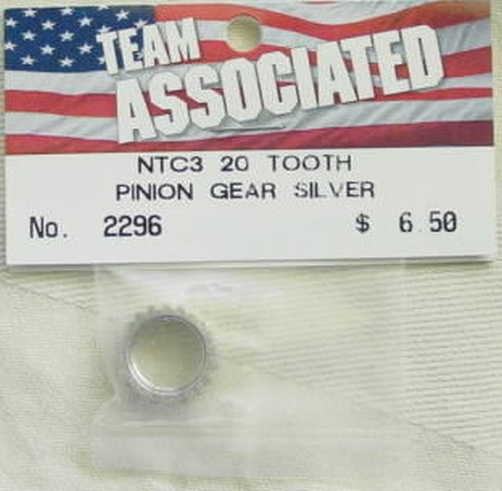 TEAM
ASSOCIATED
NTC3 20 TOOTH
PINION GEAR SILVER
No. 2296 $ 6.50